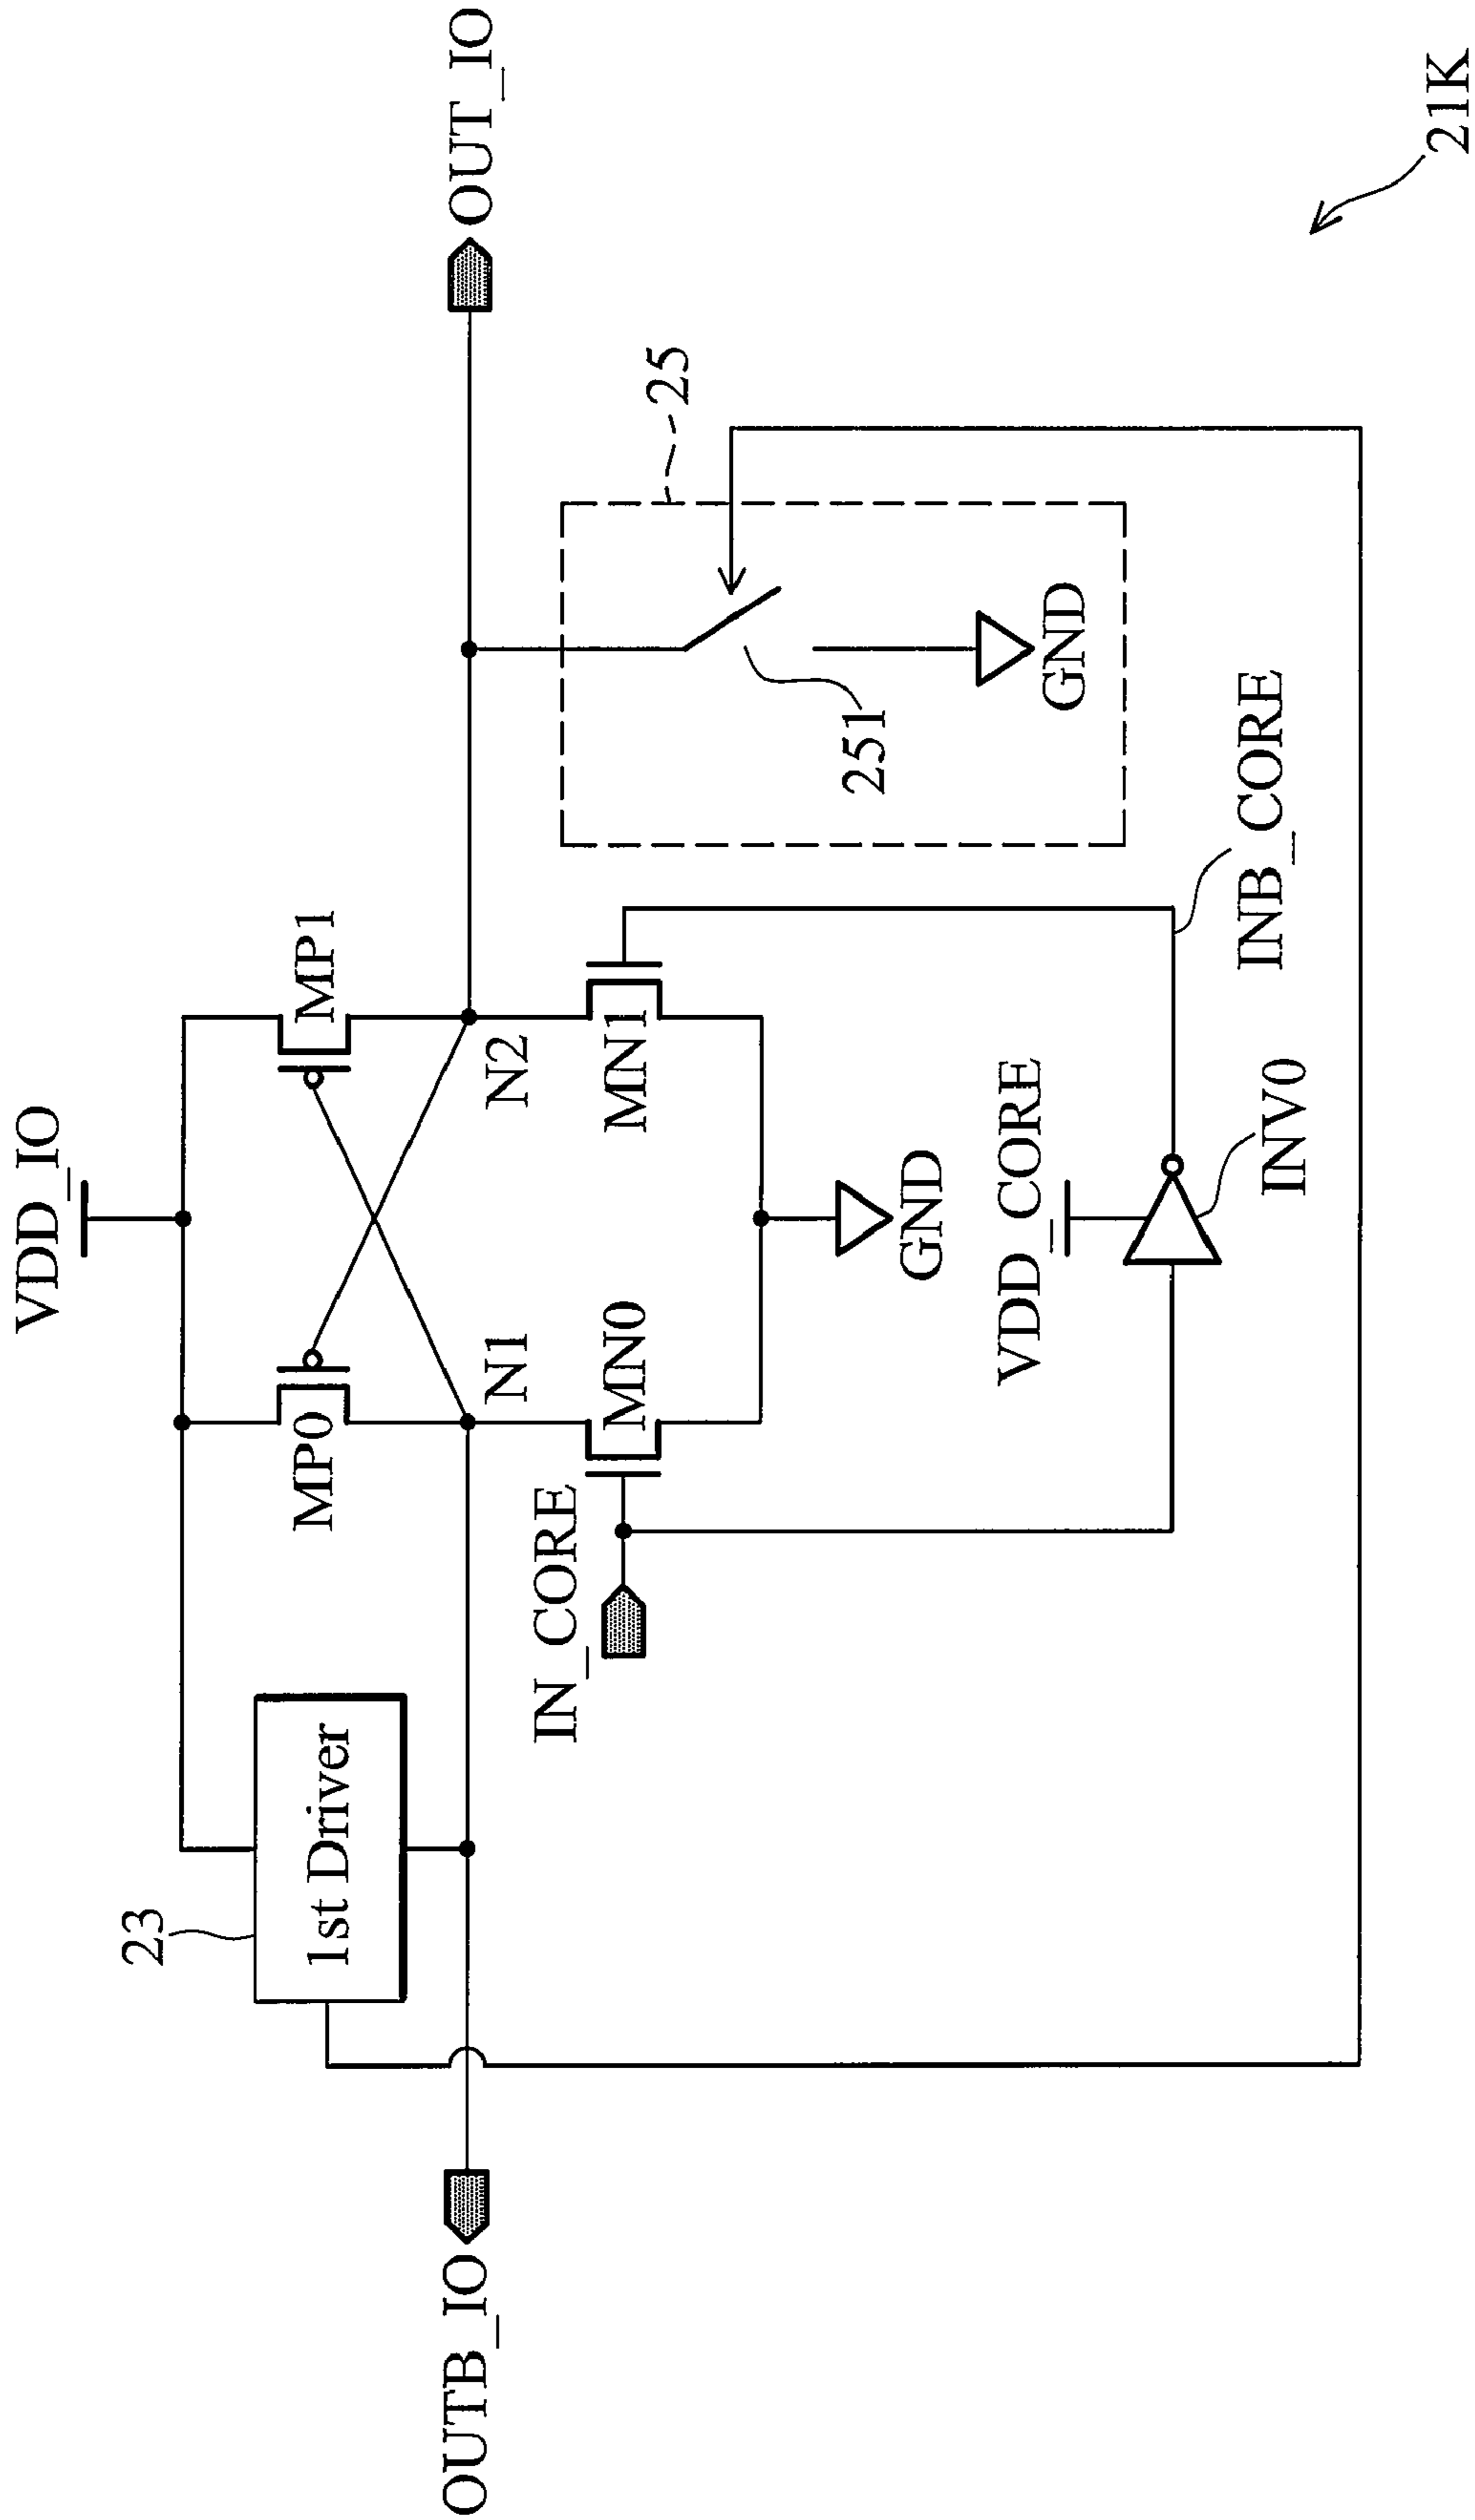 VDD_IO
23
1st Driver
MP0
MP1
OUTB_IO
N1
N2
OUT_IO
IN_CORE
MN0
MN1
25
251
GND
GND
VDD_CORE
INB_CORE
INV0
21K